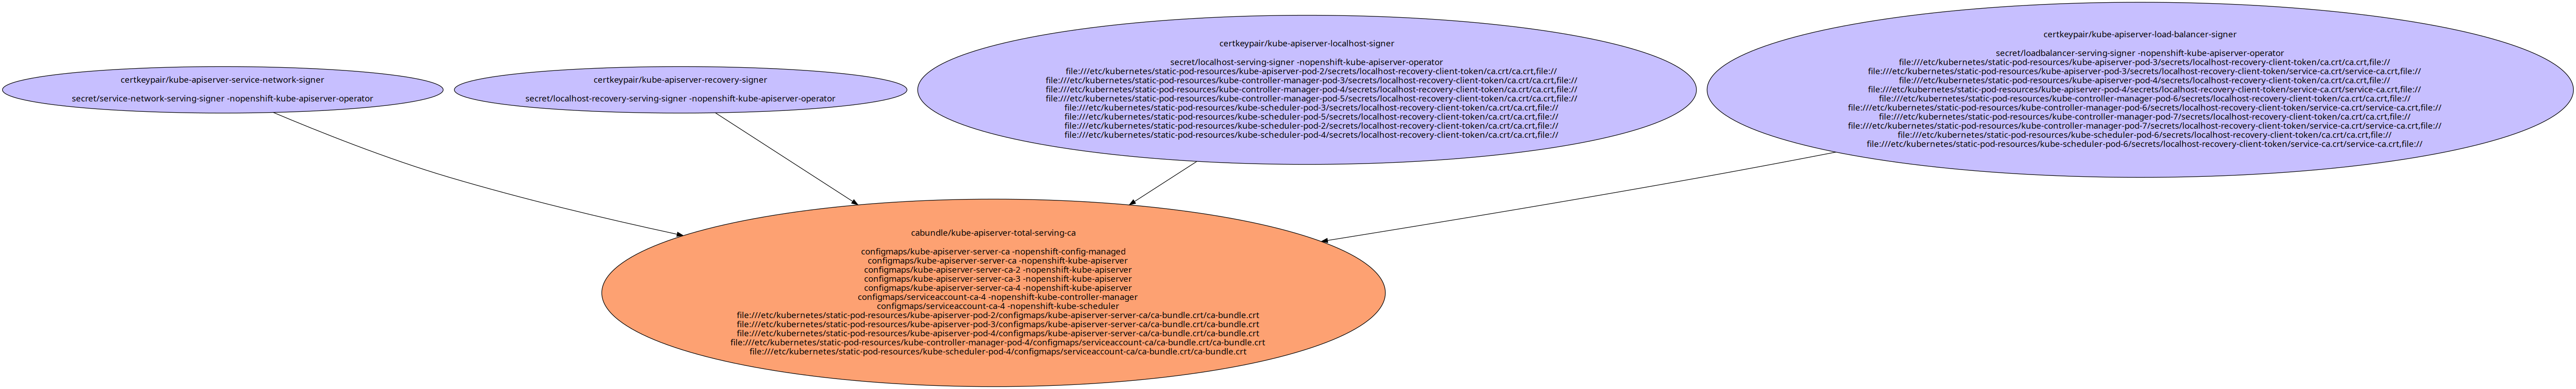 certkeypair/kube-apiserver-service-network-signer
secret/service-network-serving-signer -nopenshift-kube-apiserver-operator
certkeypair/kube-apiserver-recovery-signer
secret/localhost-recovery-serving-signer -nopenshift-kube-apiserver-operator
certkeypair/kube-apiserver-localhost-signer
secret/localhost-serving-signer -nopenshift-kube-apiserver-operator
file:///etc/kubernetes/static-pod-resources/kube-apiserver-pod-2/secrets/localhost-recovery-client-token/ca.crt/ca.crt,file://
file:///etc/kubernetes/static-pod-resources/kube-controller-manager-pod-3/secrets/localhost-recovery-client-token/ca.crt/ca.crt,file://
file:///etc/kubernetes/static-pod-resources/kube-controller-manager-pod-4/secrets/localhost-recovery-client-token/ca.crt/ca.crt,file://
file:///etc/kubernetes/static-pod-resources/kube-controller-manager-pod-5/secrets/localhost-recovery-client-token/ca.crt/ca.crt,file://
file:///etc/kubernetes/static-pod-resources/kube-scheduler-pod-3/secrets/localhost-recovery-client-token/ca.crt/ca.crt,file://
file:///etc/kubernetes/static-pod-resources/kube-scheduler-pod-5/secrets/localhost-recovery-client-token/ca.crt/ca.crt,file://
file:///etc/kubernetes/static-pod-resources/kube-scheduler-pod-2/secrets/localhost-recovery-client-token/ca.crt/ca.crt,file://
file:///etc/kubernetes/static-pod-resources/kube-scheduler-pod-4/secrets/localhost-recovery-client-token/ca.crt/ca.crt,file://
certkeypair/kube-apiserver-load-balancer-signer
secret/loadbalancer-serving-signer -nopenshift-kube-apiserver-operator
file:///etc/kubernetes/static-pod-resources/kube-apiserver-pod-3/secrets/localhost-recovery-client-token/ca.crt/ca.crt,file://
file:///etc/kubernetes/static-pod-resources/kube-apiserver-pod-3/secrets/localhost-recovery-client-token/service-ca.crt/service-ca.crt,file://
file:///etc/kubernetes/static-pod-resources/kube-apiserver-pod-4/secrets/localhost-recovery-client-token/ca.crt/ca.crt,file://
file:///etc/kubernetes/static-pod-resources/kube-apiserver-pod-4/secrets/localhost-recovery-client-token/service-ca.crt/service-ca.crt,file://
file:///etc/kubernetes/static-pod-resources/kube-controller-manager-pod-6/secrets/localhost-recovery-client-token/ca.crt/ca.crt,file://
file:///etc/kubernetes/static-pod-resources/kube-controller-manager-pod-6/secrets/localhost-recovery-client-token/service-ca.crt/service-ca.crt,file://
file:///etc/kubernetes/static-pod-resources/kube-controller-manager-pod-7/secrets/localhost-recovery-client-token/ca.crt/ca.crt,file://
file:///etc/kubernetes/static-pod-resources/kube-controller-manager-pod-7/secrets/localhost-recovery-client-token/service-ca.crt/service-ca.crt,file://
file:///etc/kubernetes/static-pod-resources/kube-scheduler-pod-6/secrets/localhost-recovery-client-token/ca.crt/ca.crt,file://
file:///etc/kubernetes/static-pod-resources/kube-scheduler-pod-6/secrets/localhost-recovery-client-token/service-ca.crt/service-ca.crt,file://
cabundle/kube-apiserver-total-serving-ca
configmaps/kube-apiserver-server-ca -nopenshift-config-managed
configmaps/kube-apiserver-server-ca -nopenshift-kube-apiserver
configmaps/kube-apiserver-server-ca-2 -nopenshift-kube-apiserver
configmaps/kube-apiserver-server-ca-3 -nopenshift-kube-apiserver
configmaps/kube-apiserver-server-ca-4 -nopenshift-kube-apiserver
configmaps/serviceaccount-ca-4 -nopenshift-kube-controller-manager
configmaps/serviceaccount-ca-4 -nopenshift-kube-scheduler
file:///etc/kubernetes/static-pod-resources/kube-apiserver-pod-2/configmaps/kube-apiserver-server-ca/ca-bundle.crt/ca-bundle.crt
file:///etc/kubernetes/static-pod-resources/kube-apiserver-pod-3/configmaps/kube-apiserver-server-ca/ca-bundle.crt/ca-bundle.crt
file:///etc/kubernetes/static-pod-resources/kube-apiserver-pod-4/configmaps/kube-apiserver-server-ca/ca-bundle.crt/ca-bundle.crt
file:///etc/kubernetes/static-pod-resources/kube-controller-manager-pod-4/configmaps/serviceaccount-ca/ca-bundle.crt/ca-bundle.crt
file:///etc/kubernetes/static-pod-resources/kube-scheduler-pod-4/configmaps/serviceaccount-ca/ca-bundle.crt/ca-bundle.crt